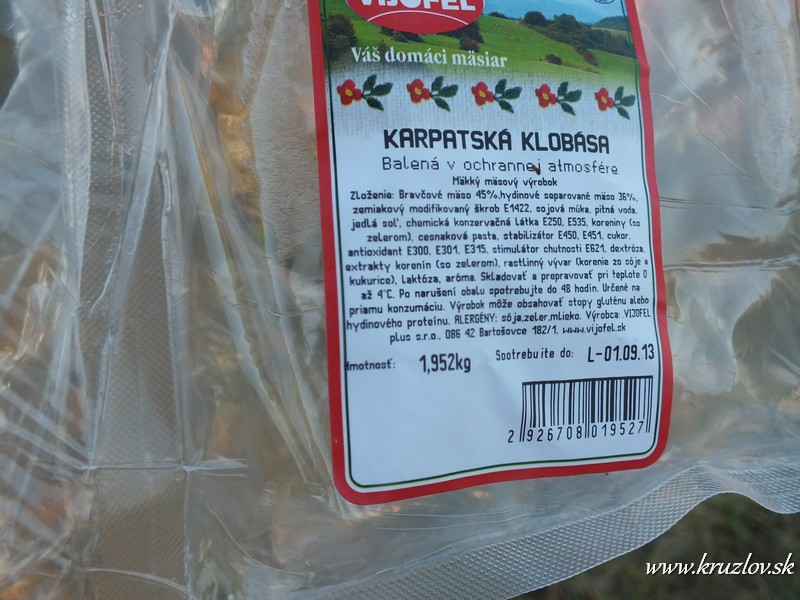 VIJOFEL
Váš domáci mäsiar
KARPATSKÁ KLOBÁSA
Balená v ochrannej atmosfére
Mäkký mäsový výrobok
Zloženie: Bravčové mäso 45%,hydinové separované mäso 36%,
zemiakový modifikovaný škrob E1422, sojová múka, pitná voda,
jedlá soľ, chemická konzervačná látka E250, E535, koreniny (so
zelerom), cesnaková pasta, stabilizátor E450, E451, cukor,
antioxidant E300, E301, E315, stimulátor chutnosti E621, dextróza,
extrakty korenín (so zelerom), rastlinný vývar (korenie zo sóje a
kukurice), laktóza, aróma. Skladovať a prepravovať pri teplote 0
až 4°C. Po narušení obalu spotrebujte do 48 hodín. Určené na
priamu konzumáciu. Výrobok môže obsahovať stopy gluténu alebo
hydinového proteínu. ALERGÉNY: sója,zeler,mlieko. Výrobca: VIJOFEL
plus s.r.o., 086 42 Bartošovce 182/1. www.vijofel.sk
Hmotnosť: 1,952kg Spotrebujte do: L-01.09.13
2 926708 019527
www.kruzlov.sk